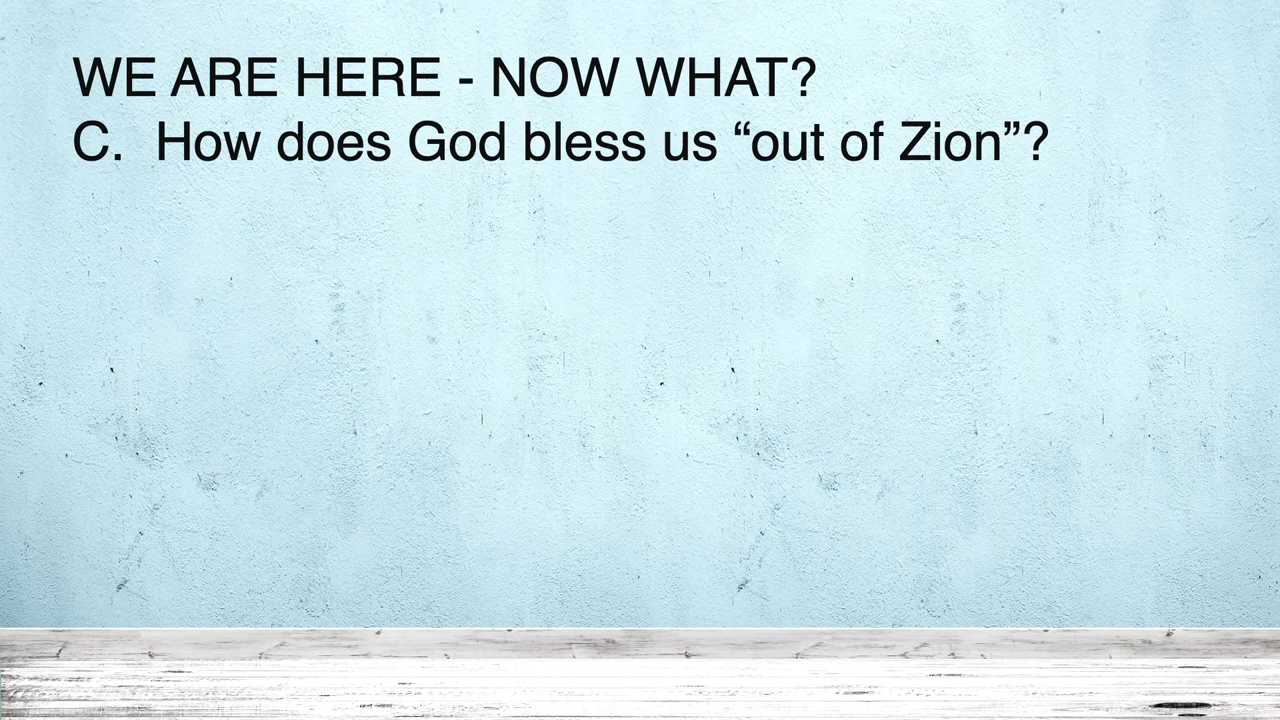 WE ARE HERE - NOW WHAT?
C.  How does God bless us “out of Zion”?